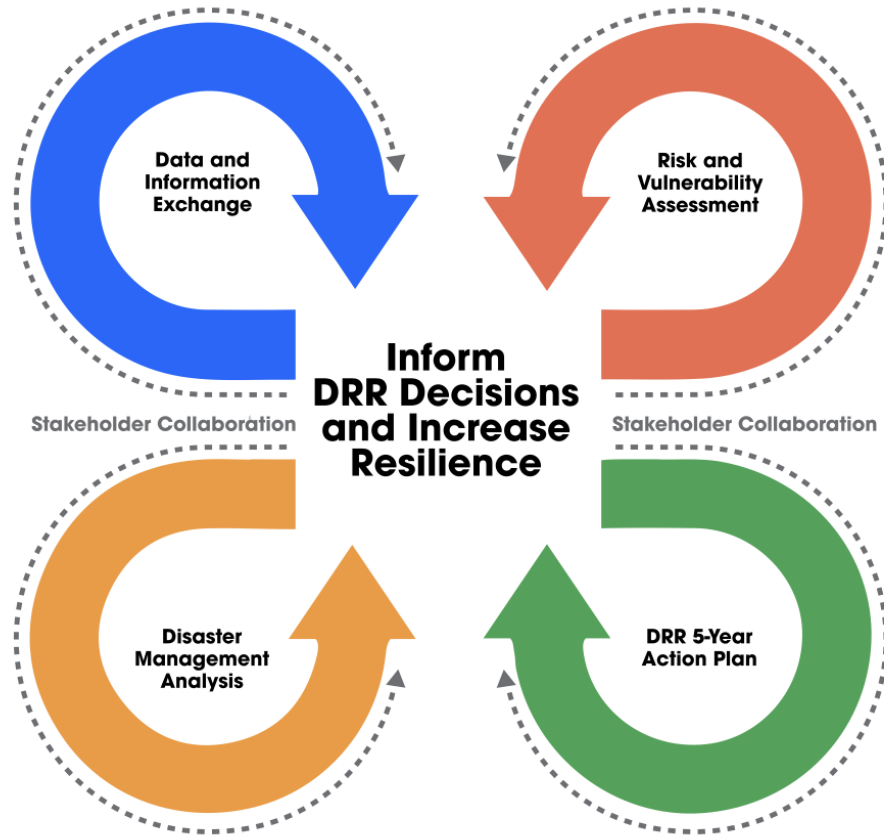 Data and
Information
Exchange
Risk and
Vulnerability
Assessment
Inform
DRR Decisions
and Increase
Resilience
Stakeholder Collaboration
Stakeholder Collaboration
Disaster
Management
Analysis
DRR 5-Year
Action Plan